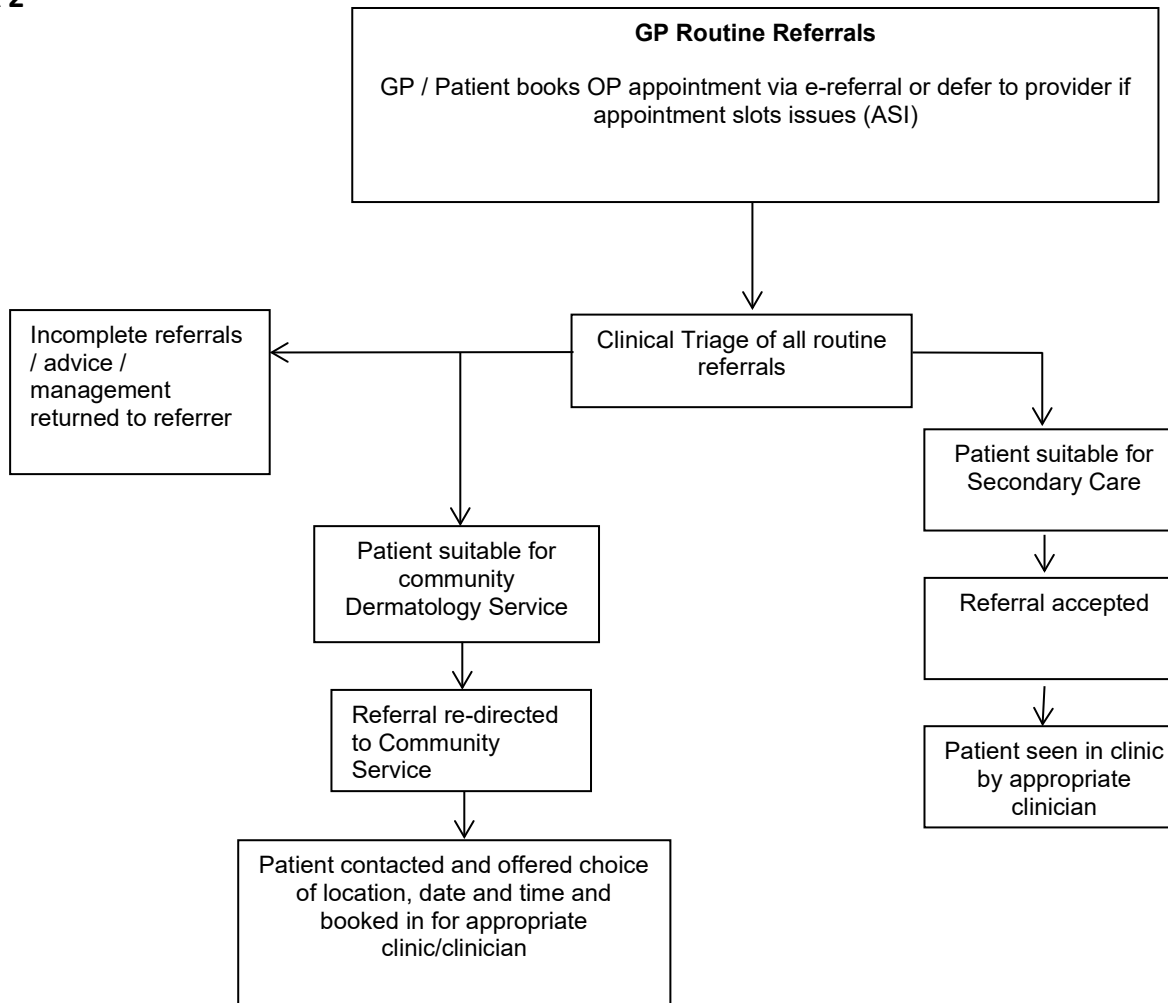 2
GP Routine Referrals
GP / Patient books OP appointment via e-referral or defer to provider if
appointment slots issues (ASI)
Incomplete referrals
/ advice /
management
returned to referrer
Clinical Triage of all routine
referrals
Patient suitable for
Secondary Care
Patient suitable for
community
Dermatology Service
Referral accepted
Referral re-directed
to Community
Service
Patient seen in clinic
by appropriate
clinician
Patient contacted and offered choice
of location, date and time and
booked in for appropriate
clinic/clinician